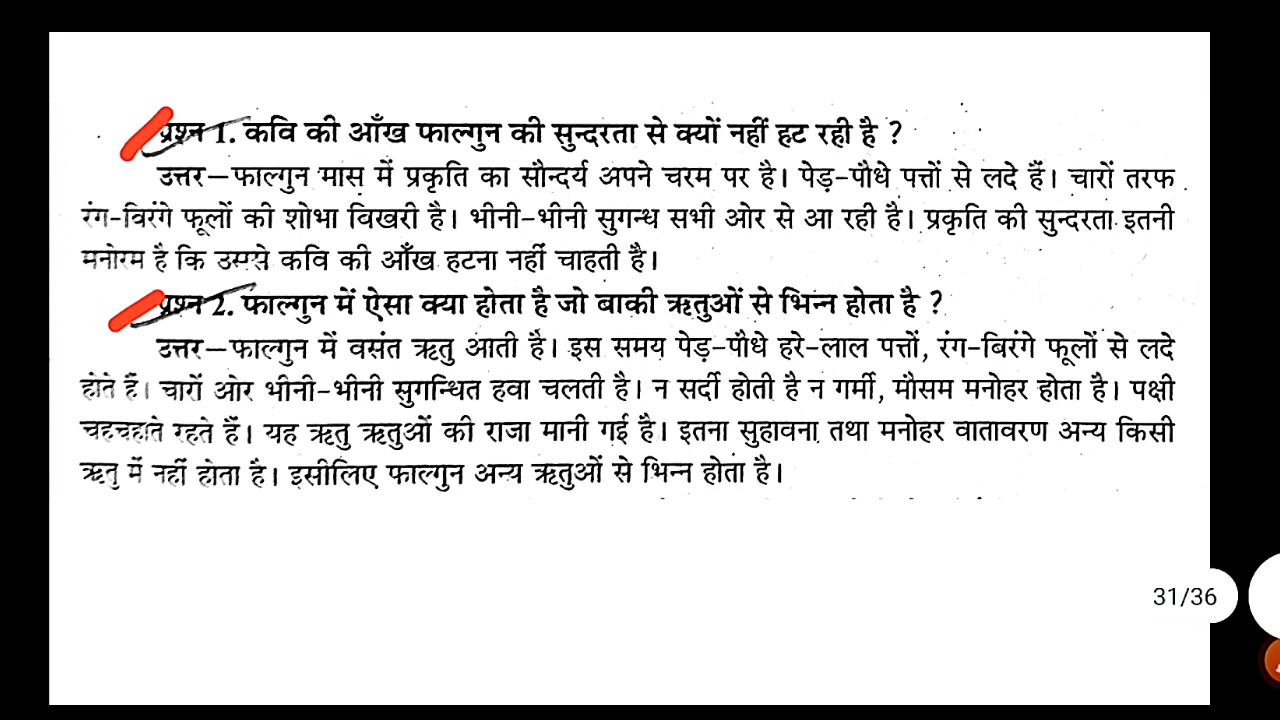 प्रश्न 1. कवि की आँख फाल्गुन की सुन्दरता से क्यों नहीं हट रही है ?
उत्तर—फाल्गुन मास में प्रकृति का सौन्दर्य अपने चरम पर है। पेड़-पौधे पत्तों से लदे हैं। चारों तरफ
रंग-बिरंगे फूलों की शोभा बिखरी है। भीनी-भीनी सुगन्ध सभी ओर से आ रही है। प्रकृति की सुन्दरता इतनी
मनोरम है कि उससे कवि की आँख हटना नहीं चाहती है।
प्रश्न 2. फाल्गुन में ऐसा क्या होता है जो बाकी ऋतुओं से भिन्न होता है ?
उत्तर—फाल्गुन में वसंत ऋतु आती है। इस समय पेड़-पौधे हरे-लाल पत्तों, रंग-बिरंगे फूलों से लदे
होते हैं। चारों ओर भीनी-भीनी सुगन्धित हवा चलती है। न सर्दी होती है न गर्मी, मौसम मनोहर होता है। पक्षी
चहचहाते रहते हैं। यह ऋतु ऋतुओं की राजा मानी गई है। इतना सुहावना तथा मनोहर वातावरण अन्य किसी
ऋतु में नहीं होता है। इसीलिए फाल्गुन अन्य ऋतुओं से भिन्न होता है।
31/36